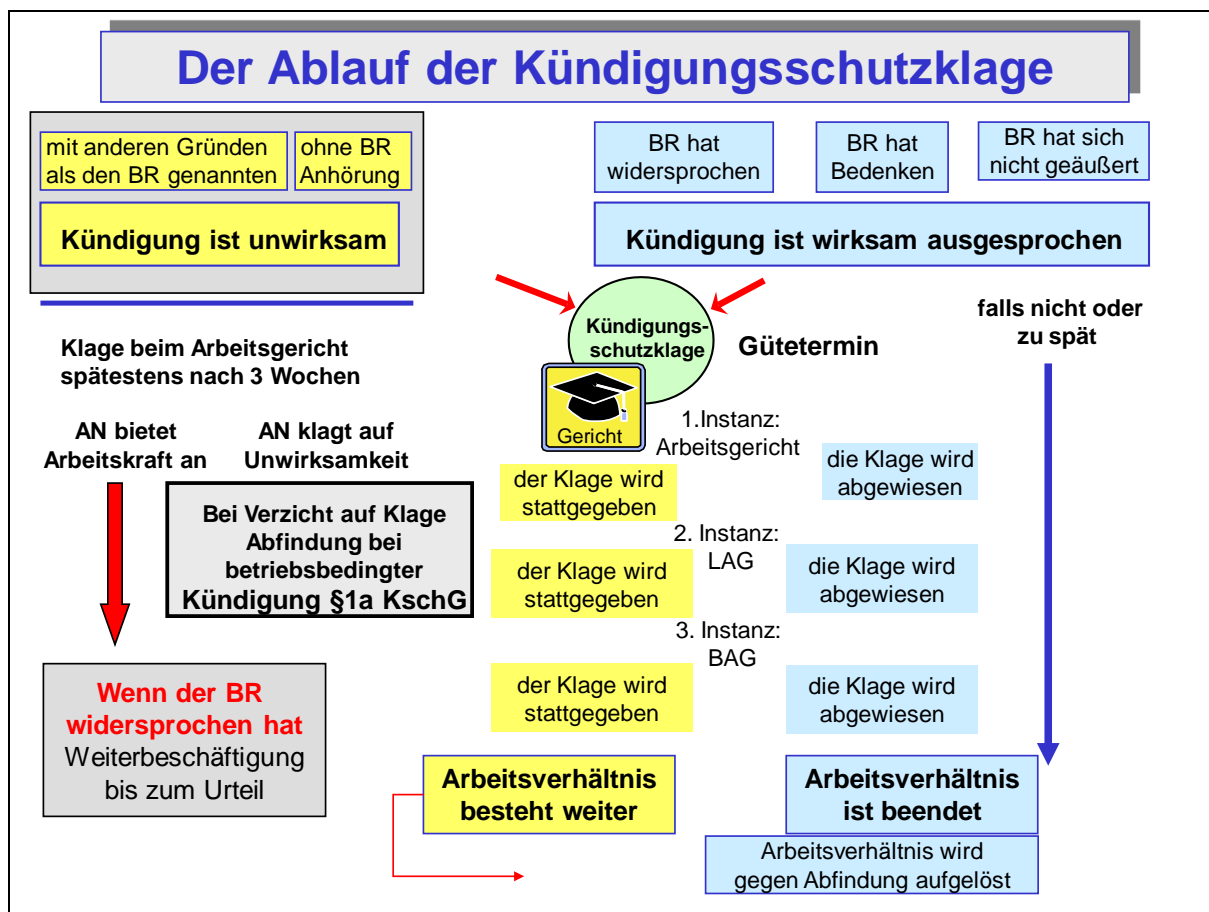 Der Ablauf der Kündigungsschutzklage
mit anderen Gründen
als den BR genannten
ohne BR
Anhörung
Kündigung ist unwirksam
BR hat
widersprochen
BR hat
Bedenken
BR hat sich
nicht geäußert
Kündigung ist wirksam ausgesprochen
Klage beim Arbeitsgericht
spätestens nach 3 Wochen
Kündigungs-
schutzklage
Gütetermin
falls nicht oder
zu spät
Gericht
AN bietet
Arbeitskraft an
AN klagt auf
Unwirksamkeit
Bei Verzicht auf Klage
Abfindung bei
betriebsbedingter
Kündigung §1a KschG
Wenn der BR
widersprochen hat
Weiterbeschäftigung
bis zum Urteil
1.Instanz:
Arbeitsgericht
der Klage wird
stattgegeben
die Klage wird
abgewiesen
2. Instanz:
LAG
der Klage wird
stattgegeben
die Klage wird
abgewiesen
3. Instanz:
BAG
der Klage wird
stattgegeben
die Klage wird
abgewiesen
Arbeitsverhältnis
besteht weiter
Arbeitsverhältnis
ist beendet
Arbeitsverhältnis wird
gegen Abfindung aufgelöst